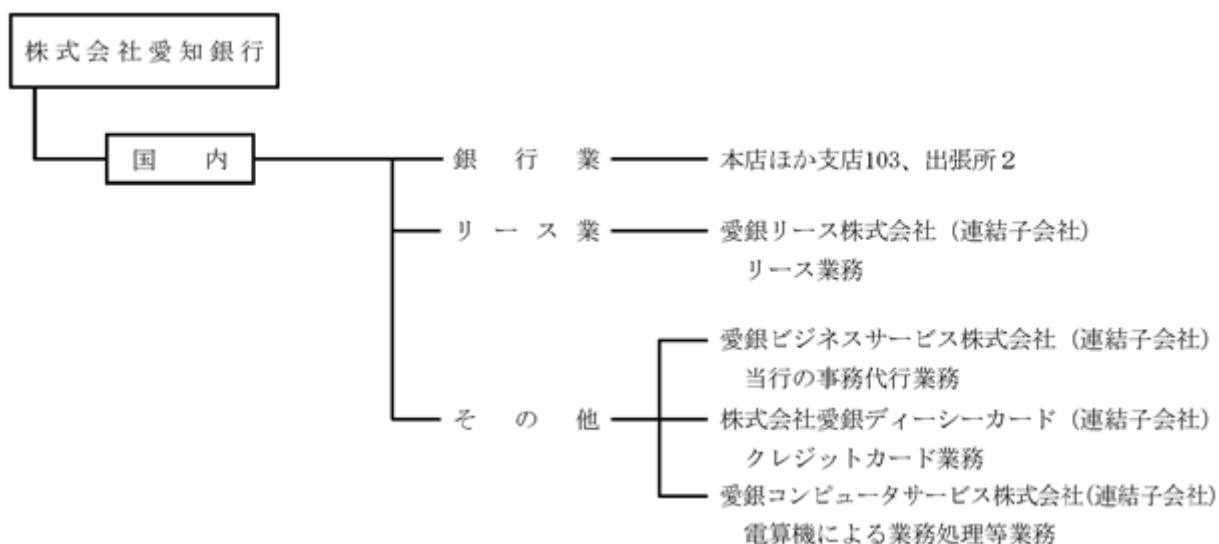 株式会社愛知銀行
国内
銀行業 本店ほか支店103、出張所2
リース業 愛銀リース株式会社（連結子会社）
リース業務
愛銀ビジネスサービス株式会社（連結子会社）
当行の事務代行業務
その他 株式会社愛銀ディーシーカード（連結子会社）
クレジットカード業務
愛銀コンピュータサービス株式会社(連結子会社)
電算機による業務処理等業務